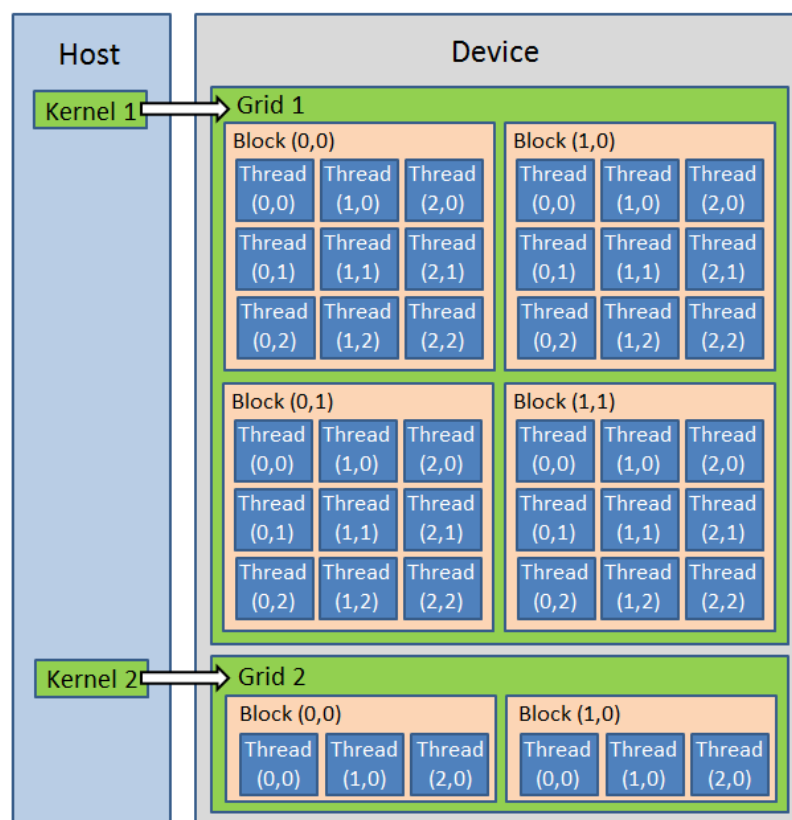 Host
Device
Kernel 1
Grid 1
Block (0,0)
Thread Thread Thread
(0,0) (1,0) (2,0)
Thread Thread Thread
(0,1) (1,1) (2,1)
Thread Thread Thread
(0,2) (1,2) (2,2)
Block (1,0)
Thread Thread Thread
(0,0) (1,0) (2,0)
Thread Thread Thread
(0,1) (1,1) (2,1)
Thread Thread Thread
(0,2) (1,2) (2,2)
Block (0,1)
Thread Thread Thread
(0,0) (1,0) (2,0)
Thread Thread Thread
(0,1) (1,1) (2,1)
Thread Thread Thread
(0,2) (1,2) (2,2)
Block (1,1)
Thread Thread Thread
(0,0) (1,0) (2,0)
Thread Thread Thread
(0,1) (1,1) (2,1)
Thread Thread Thread
(0,2) (1,2) (2,2)
Kernel 2
Grid 2
Block (0,0)
Thread Thread Thread
(0,0) (1,0) (2,0)
Block (1,0)
Thread Thread Thread
(0,0) (1,0) (2,0)